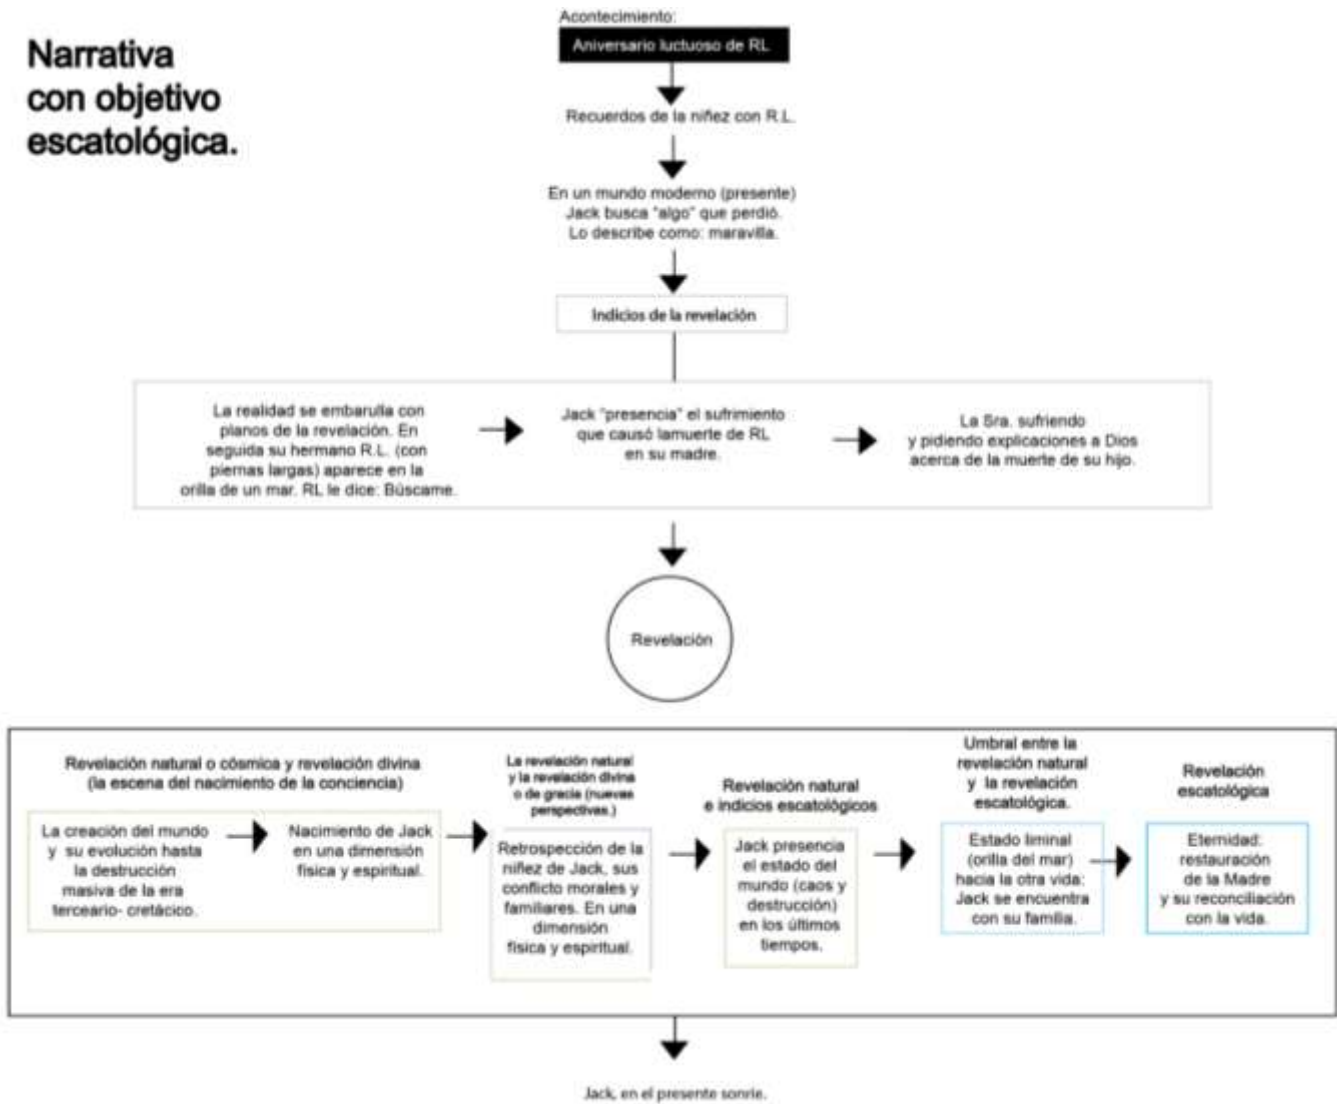 Narrativa
con objetivo
escatológica.
Acontecimiento:
Aniversario luctuoso de RL
Recuerdos de la niñez con R.L.
En un mundo moderno (presente)
Jack busca "algo" que perdió.
Lo describe como: maravilla.
Indicios de la revelación
La realidad se embarulla con
planos de la revelación. En
seguida su hermano R.L. (con
piernas largas) aparece en la
orilla de un mar. RL le dice: Búscame.
Jack "presencia" el sufrimiento
que causó lamuerte de RL
en su madre.
La Sra. sufriendo
y pidiendo explicaciones a Dios
acerca de la muerte de su hijo.
Revelación
Revelación natural o cósmica y revelación divina
(la escena del nacimiento de la conciencia)
La creación del mundo
y su evolución hasta
la destrucción
masiva de la era
terceario- cretácico.
Nacimiento de Jack
en una dimensión
física y espiritual.
La revelación natural
y la revelación divina
o de gracia (nuevas
perspectivas.)
Retrospección de la
niñez de Jack, sus
conflicto morales y
familiares. En una
dimensión
física y espiritual.
Revelación natural
e indicios escatológicos
Jack presencia
el estado del
mundo (caos y
destrucción)
en los últimos
tiempos.
Umbral entre la
revelación natural
y la revelación
escatológica.
Estado liminal
(orilla del mar)
hacia la otra vida:
Jack se encuentra
con su familia.
Revelación
escatológica
Eternidad:
restauración
de la Madre
y su reconciliación
con la vida.
Jack, en el presente sonríe.